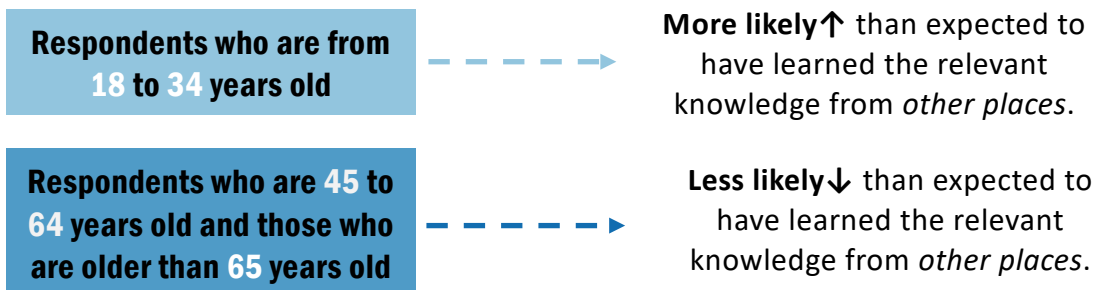 Respondents who are from
18 to 34 years old
More likely↑ than expected to
have learned the relevant
knowledge from other places.
Respondents who are 45 to
64 years old and those who
are older than 65 years old
Less likely↓ than expected to
have learned the relevant
knowledge from other places.